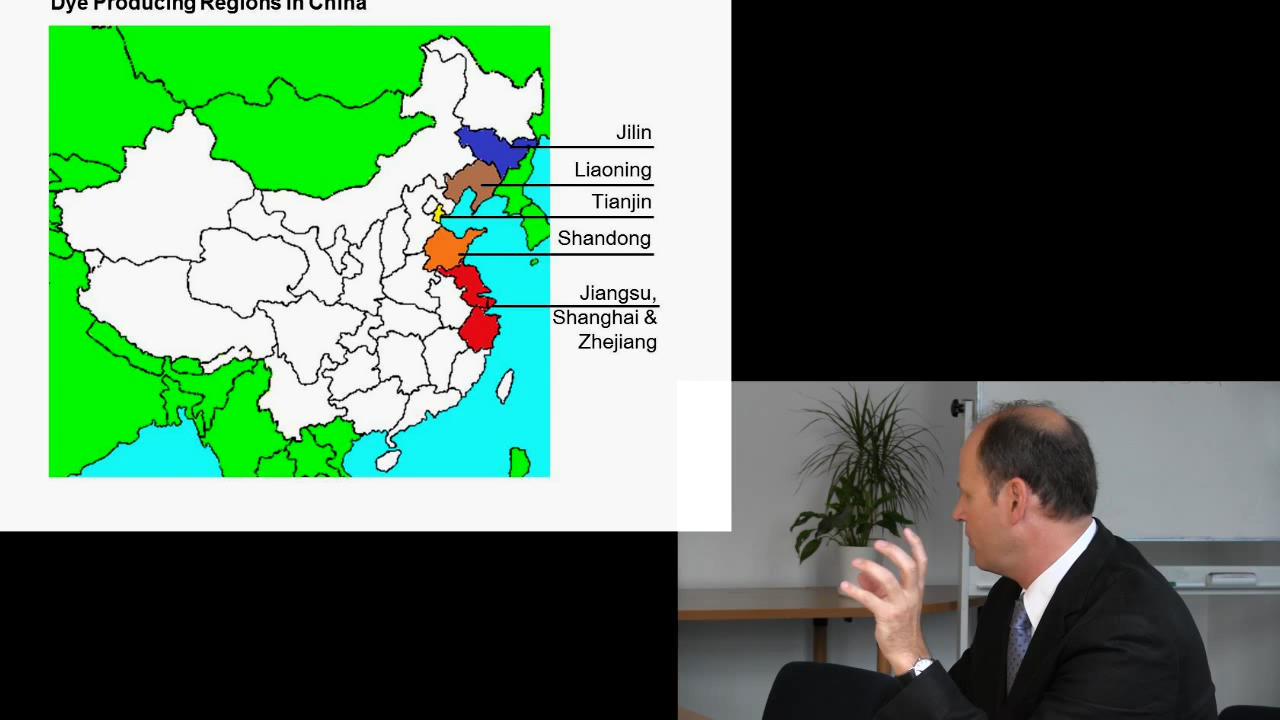 Dye Producing Regions in China
Jilin
Liaoning
Tianjin
Shandong
Jiangsu,
Shanghai &
Zhejiang